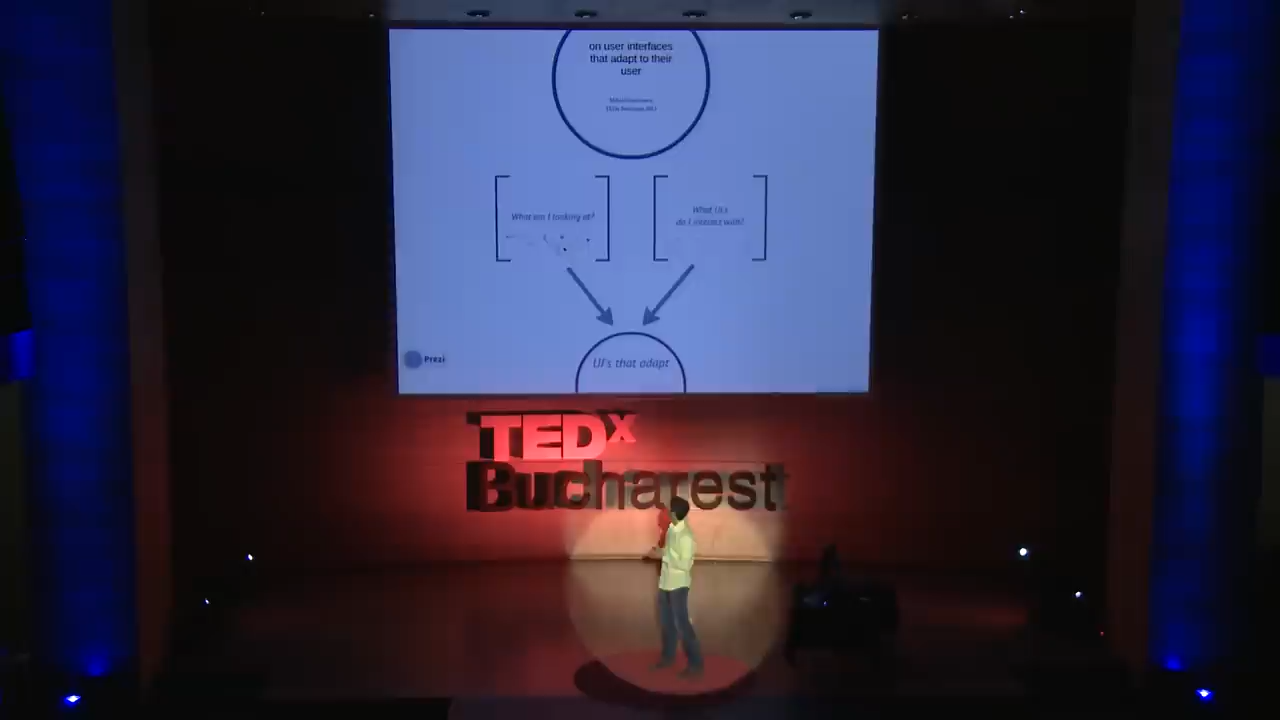 on user interfaces
that adapt to their
user
What am I looking at?
What UI's
do I interact with?
UI's that adapt
Prezi
TEDx
Bucharest